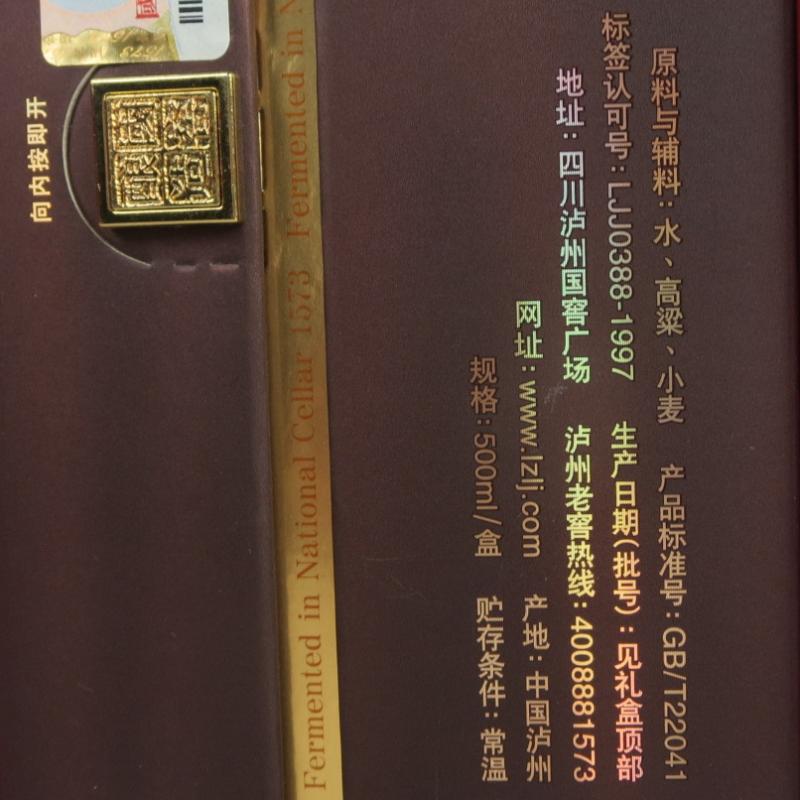 原料与辅料：水、高粱、小麦 产品标准号：GB/T22041
标签认可号：LJJ0388-1997 生产日期(批号)：见礼盒顶部
地址：四川泸州国窖广场 泸州老窖热线：4008881573
网址：www.lzlj.com 产地：中国泸州
规格：500ml/盒 贮存条件：常温
Fermented in National Cellar 1573 Fermented in N
向内按即开
1573